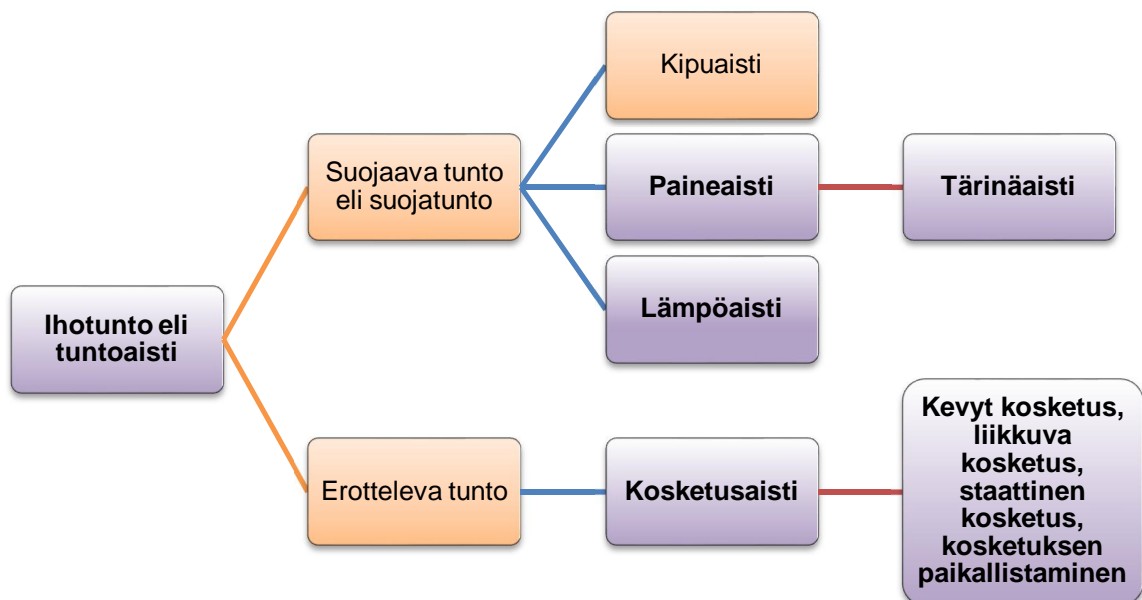 Kipuaisti
Suojaava tunto
eli suojatunto
Paineaisti
Tärinäaisti
Lämpöaisti
Ihotunto eli
tuntoaisti
Erotteleva tunto
Kosketusaisti
Kevyt kosketus,
liikkuva
kosketus,
staattinen
kosketus,
kosketuksen
paikallistaminen